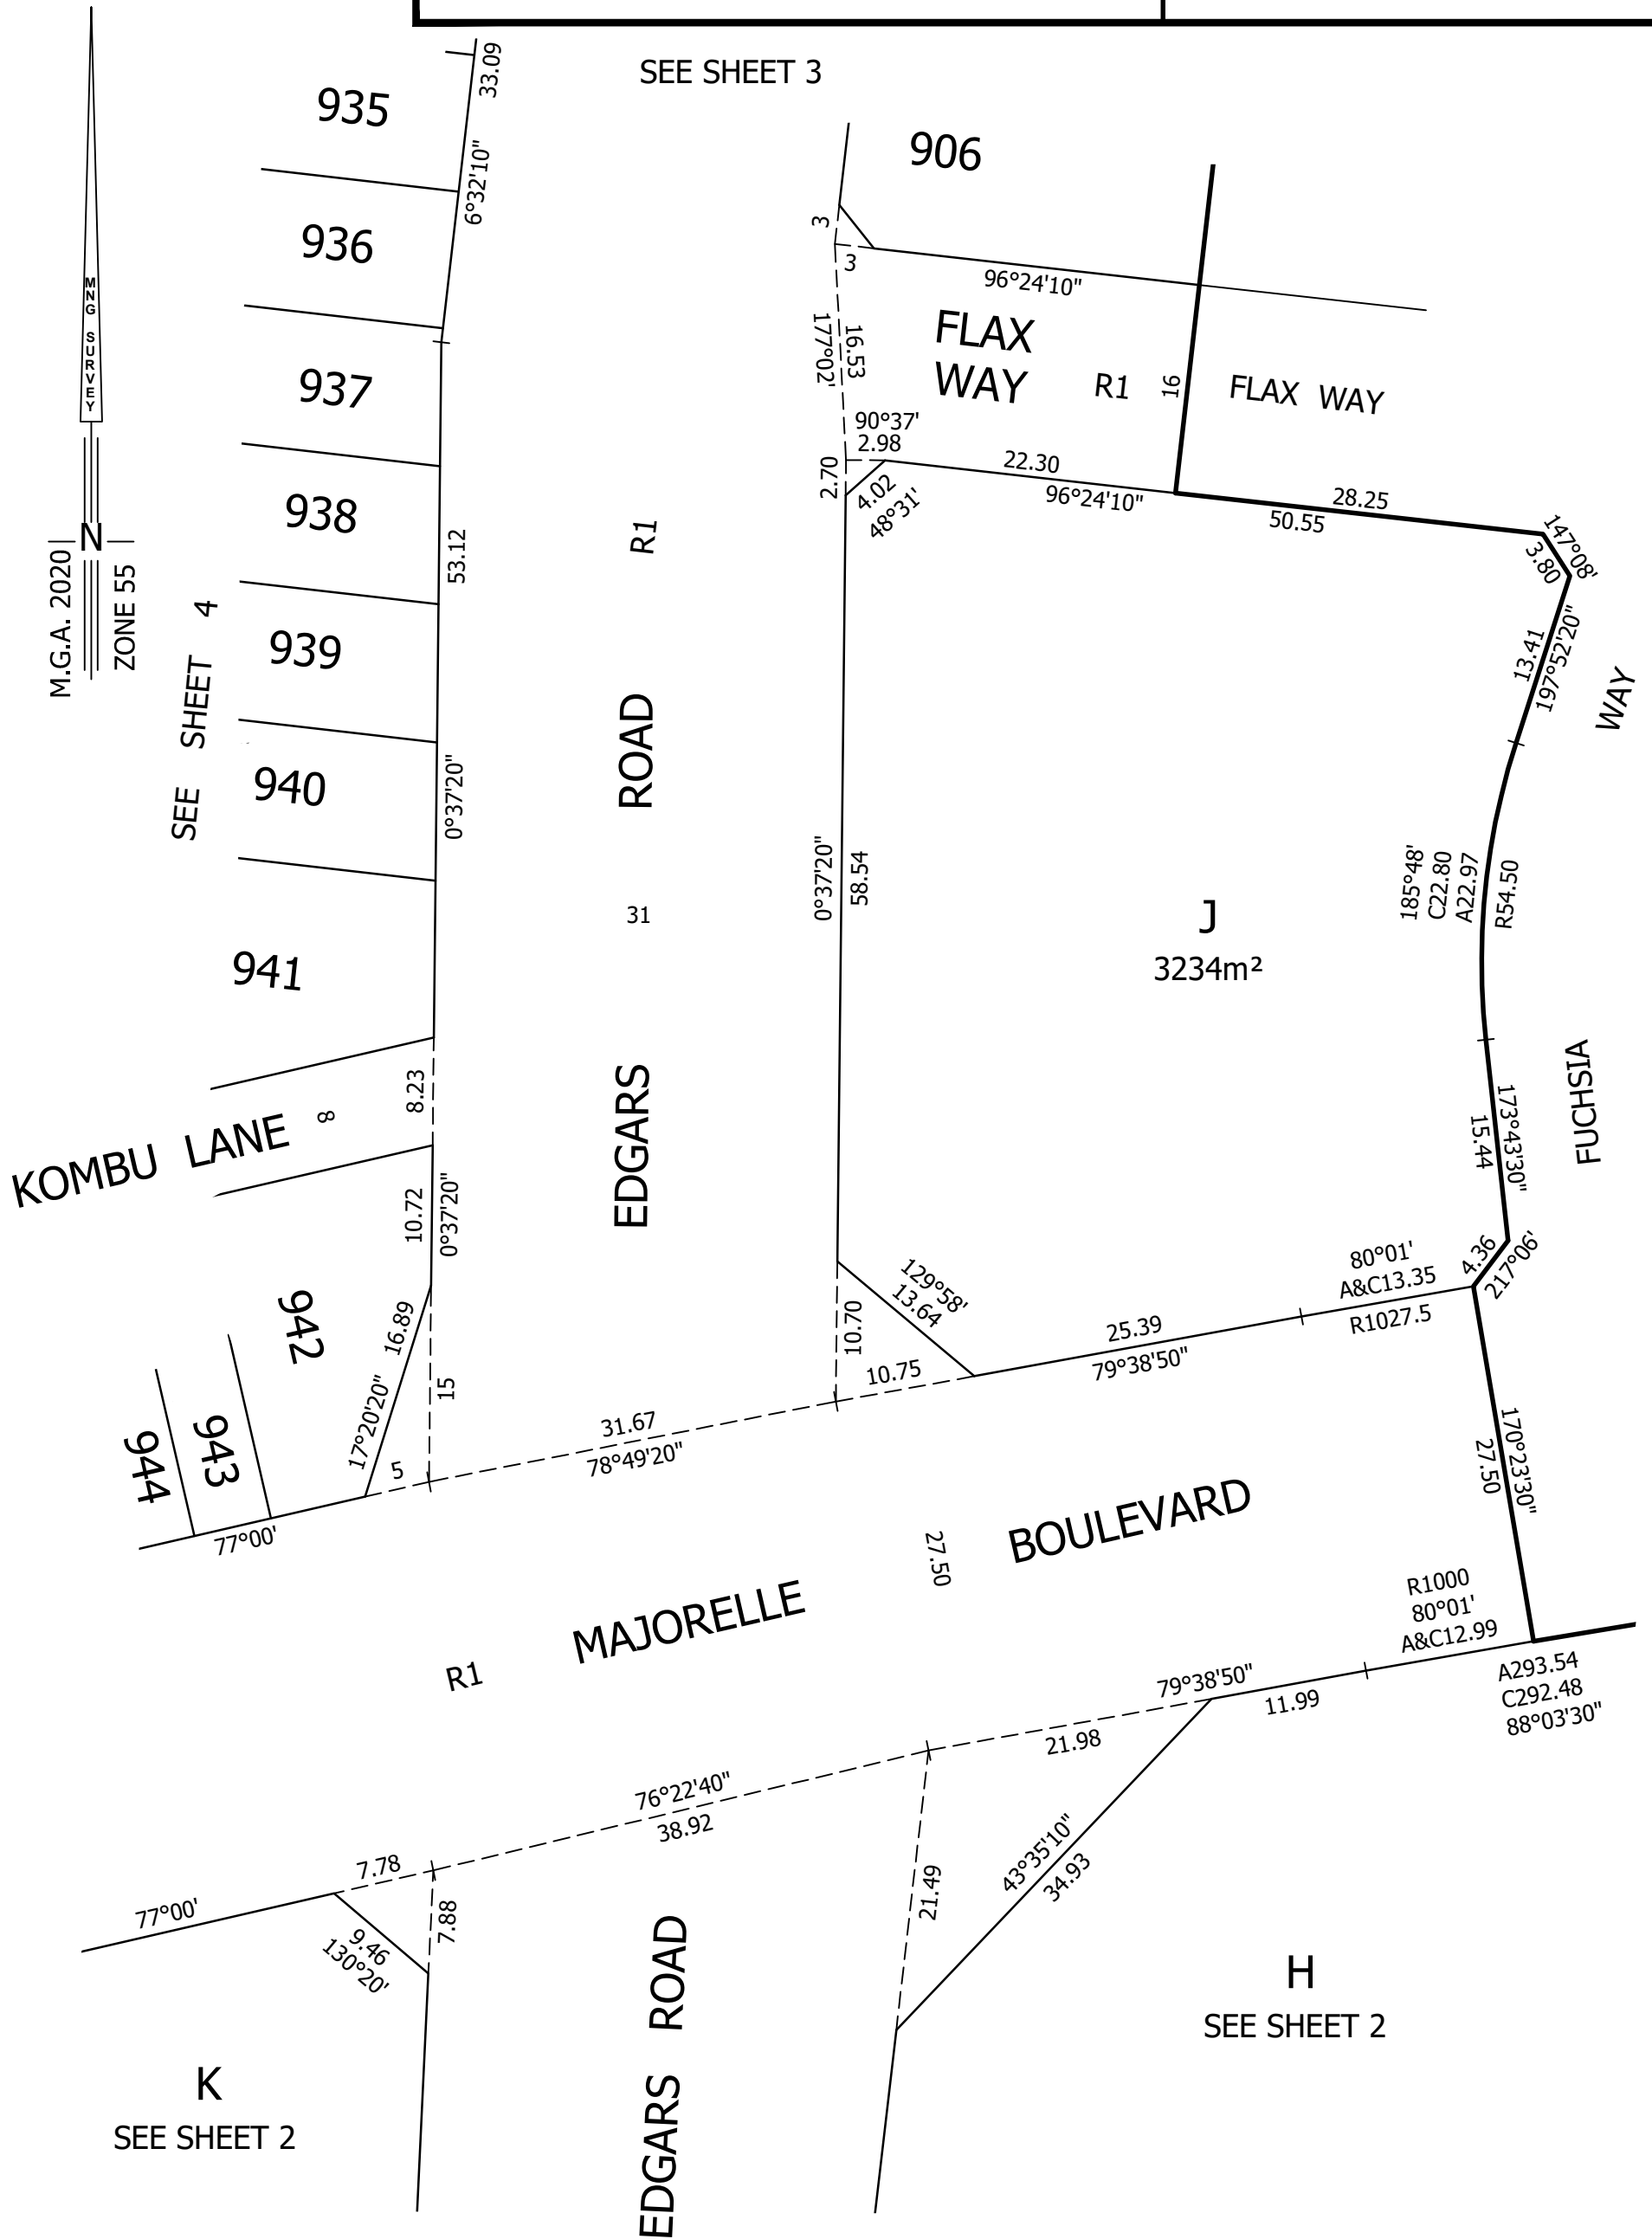 SEE SHEET 3
33.09
6°32'10"
935
936
937
938
939
940
941
906
3
3
96°24'10"
FLAX
WAY
R1
16
FLAX WAY
177°02'
16.53
90°37'
2.98
2.70
4.02
48°31'
22.30
96°24'10"
28.25
50.55
147°08'
3.80
13.41
197°52'20"
WAY
MNG SURVEY
N
M.G.A. 2020
ZONE 55
SEE SHEET 4
53.12
0°37'20"
R1
ROAD
31
EDGARS
0°37'20"
58.54
J
3234m²
185°48'
C22.80
A22.97
R54.50
FUCHSIA
173°43'30"
15.44
4.36
217°06'
80°01'
A&C13.35
R1027.5
KOMBU LANE
8
8.23
10.72
0°37'20"
942
943
944
16.89
17°20'20"
15
5
77°00'
31.67
78°49'20"
10.70
10.75
129°58'
13.64
25.39
79°38'50"
170°23'30"
27.50
27.50
R1
MAJORELLE
BOULEVARD
R1000
80°01'
A&C12.99
A293.54
C292.48
88°03'30"
79°38'50"
11.99
21.98
76°22'40"
38.92
7.78
7.88
77°00'
9.46
130°20'
21.49
43°35'10"
34.93
EDGARS ROAD
H
SEE SHEET 2
K
SEE SHEET 2